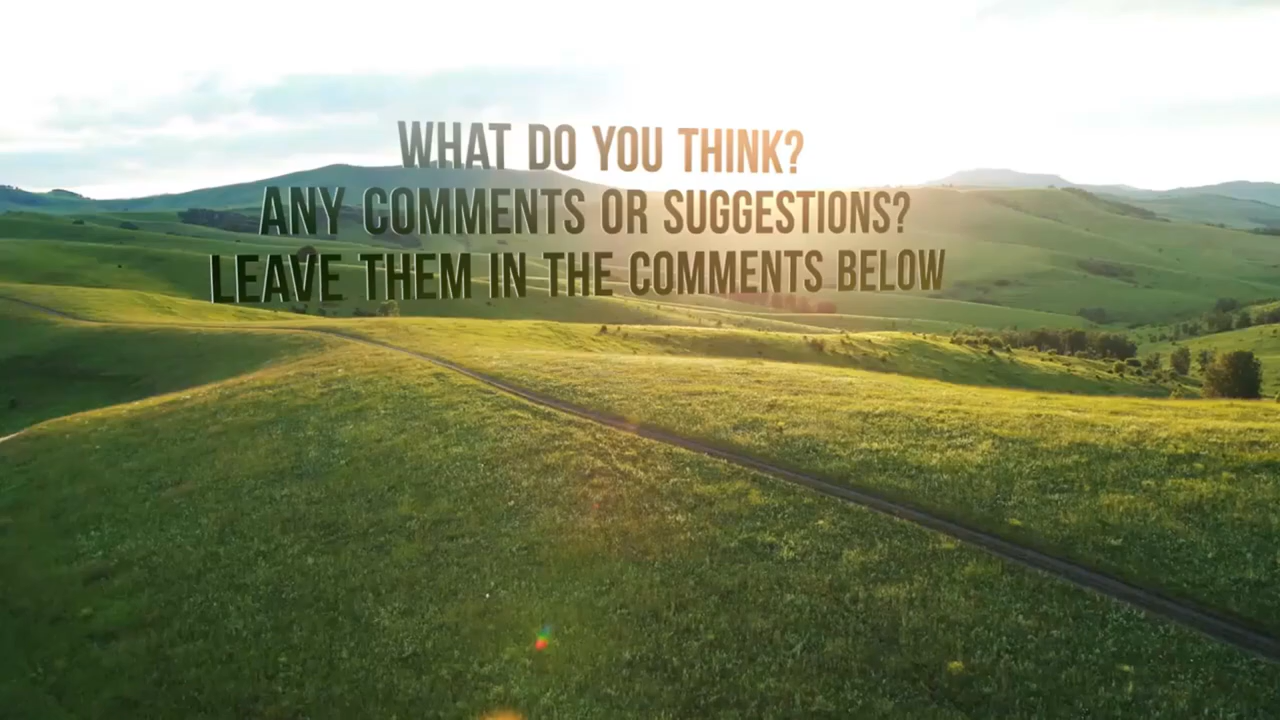 WHAT DO YOU THINK?
ANY COMMENTS OR SUGGESTIONS?
LEAVE THEM IN THE COMMENTS BELOW